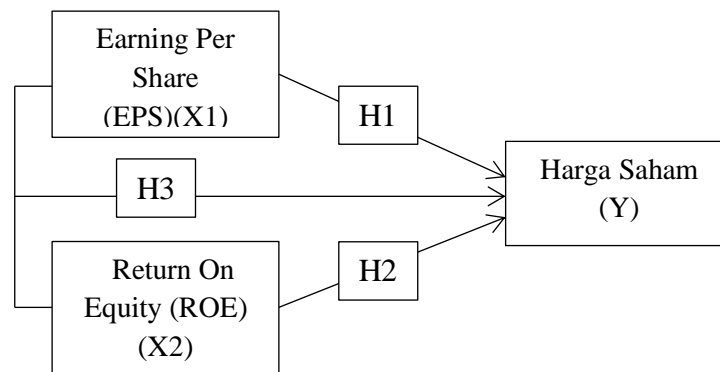 Earning Per
Share
(EPS)(X1)
H1
Harga Saham
(Y)
H3
Return On
Equity (ROE)
(X2)
H2